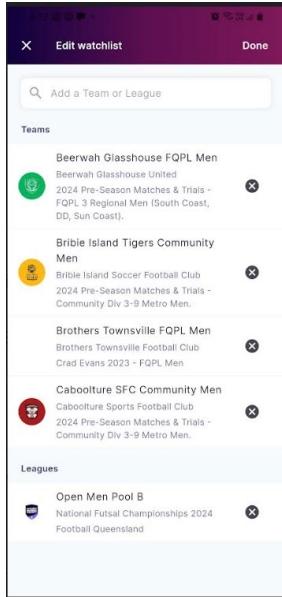 Edit watchlist
Done
Add a Team or League
Teams
Beerwah Glasshouse FQPL Men
Beerwah Glasshouse United
2024 Pre-Season Matches & Trials -
FQPL 3 Regional Men (South Coast,
DD, Sun Coast).
Bribie Island Tigers Community
Men
Bribie Island Soccer Football Club
2024 Pre-Season Matches & Trials -
Community Div 3-9 Metro Men.
Brothers Townsville FQPL Men
Brothers Townsville Football Club
Crad Evans 2023 - FQPL Men
Caboolture SFC Community Men
Caboolture Sports Football Club
2024 Pre-Season Matches & Trials -
Community Div 3-9 Metro Men.
Leagues
Open Men Pool B
National Futsal Championships 2024
Football Queensland